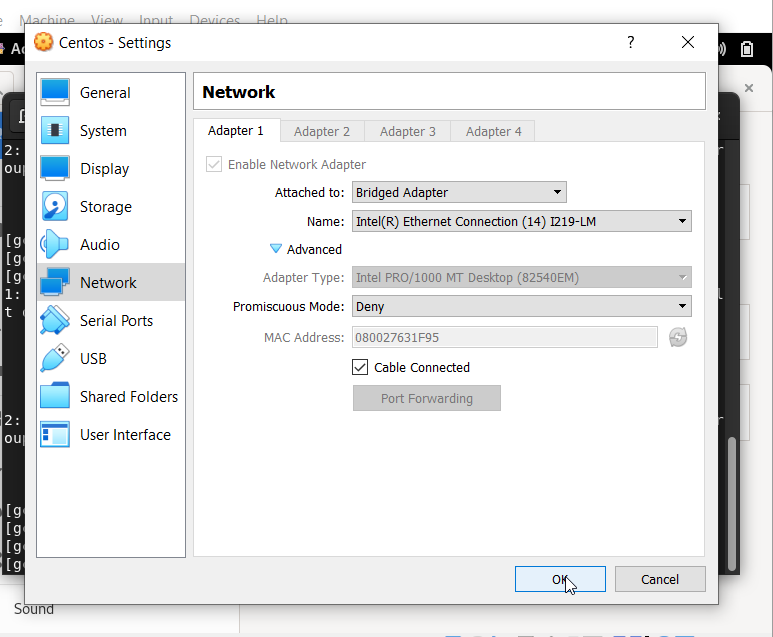 Machine View Input Devices Help
Centos - Settings
?
General
System
Display
Storage
Audio
Network
Serial Ports
USB
Shared Folders
User Interface
Network
Adapter 1 Adapter 2 Adapter 3 Adapter 4
Enable Network Adapter
Attached to: Bridged Adapter
Name: Intel(R) Ethernet Connection (14) I219-LM
Advanced
Adapter Type: Intel PRO/1000 MT Desktop (82540EM)
Promiscuous Mode: Deny
MAC Address: 080027631F95
Cable Connected
Port Forwarding
OK Cancel
2:
1:
2:
Sound